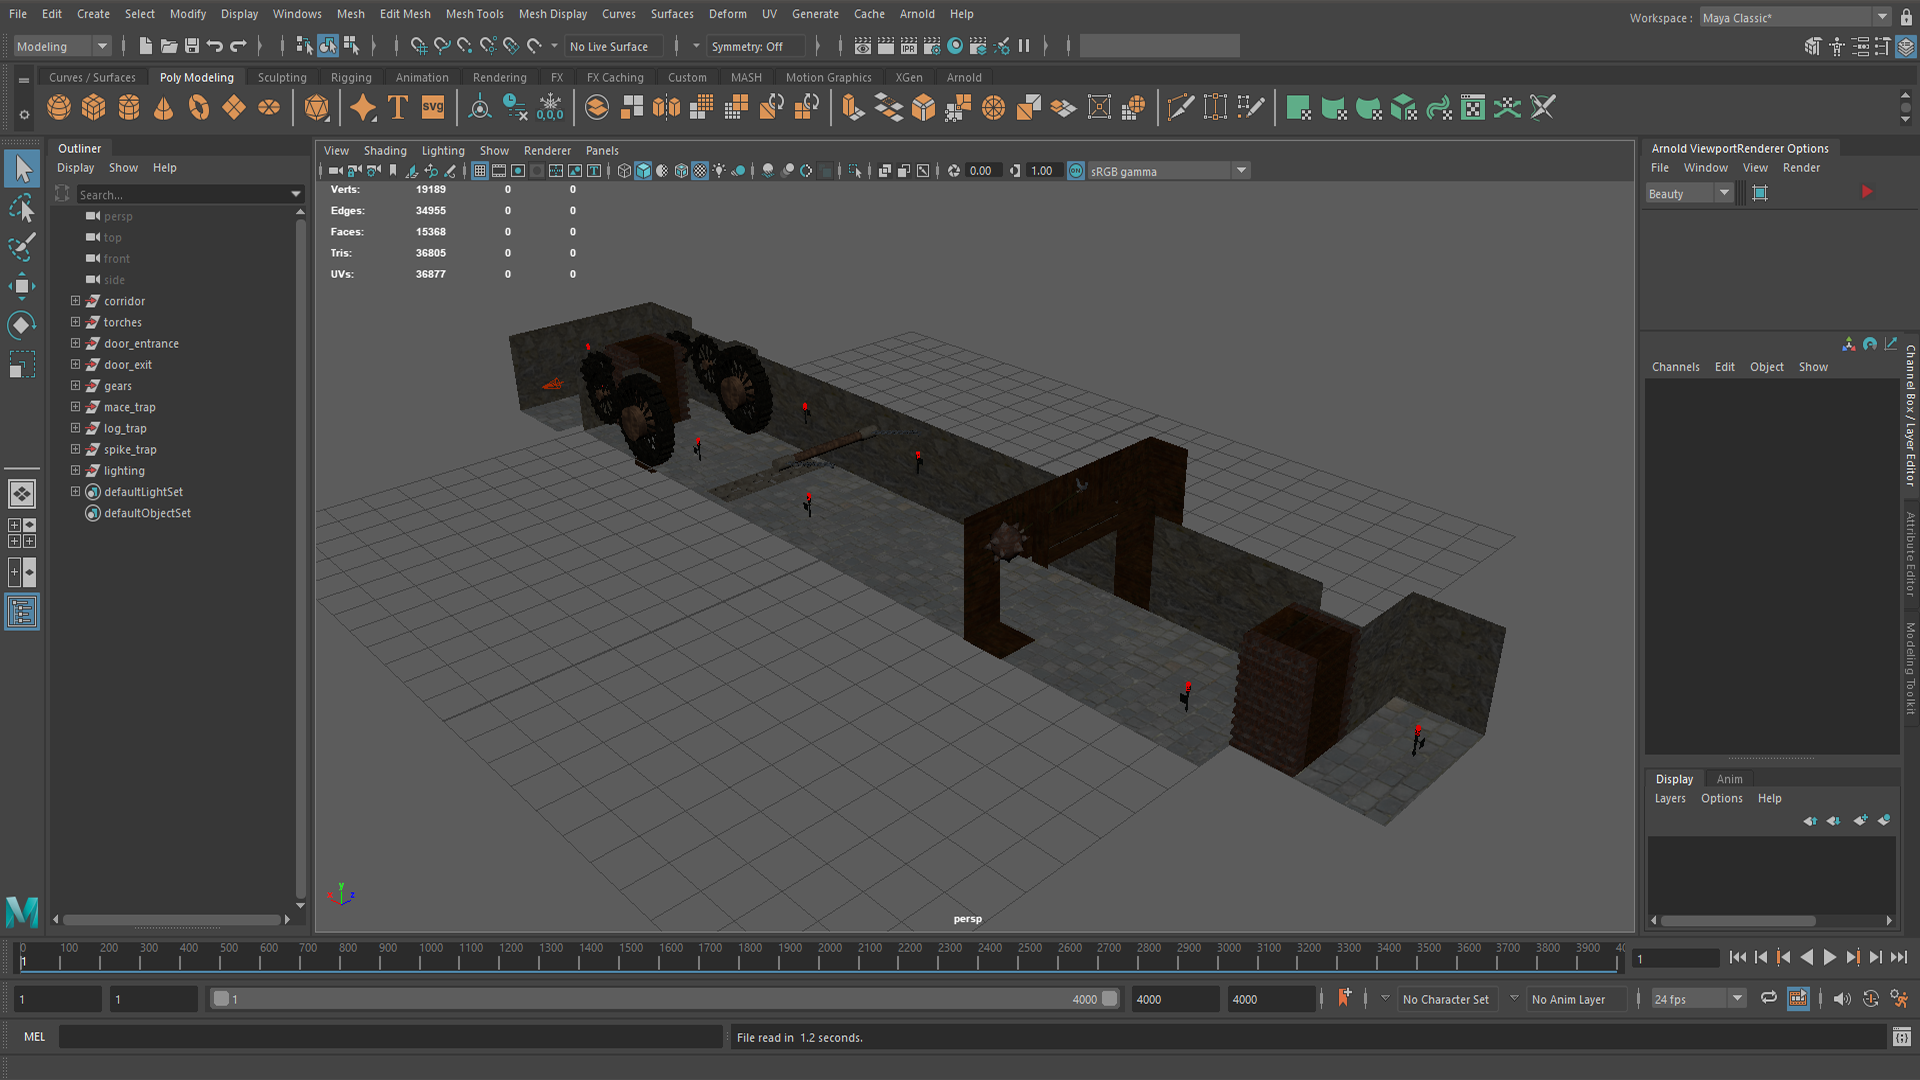 File Edit Create Select Modify Display Windows Mesh Edit Mesh Mesh Tools Mesh Display Curves Surfaces Deform UV Generate Cache Arnold Help
Workspace : Maya Classic*
Modeling No Live Surface Symmetry: Off
IPR
Curves / Surfaces Poly Modeling Sculpting Rigging Animation Rendering FX FX Caching Custom MASH Motion Graphics XGen Arnold
T svg 0,0,0
Outliner
Display Show Help
Search...
persp
top
front
side
corridor
torches
door_entrance
door_exit
gears
mace_trap
log_trap
spike_trap
lighting
defaultLightSet
defaultObjectSet
View Shading Lighting Show Renderer Panels
0.00 1.00 ON sRGB gamma
Verts: 19189 0 0
Edges: 34955 0 0
Faces: 15368 0 0
Tris: 36805 0 0
UVs: 36877 0 0
y
z
persp
Arnold ViewportRenderer Options
File Window View Render
Beauty
Channels Edit Object Show
Channel Box / Layer Editor
Attribute Editor
Modeling Toolkit
Display Anim
Layers Options Help
0 100 200 300 400 500 600 700 800 900 1000 1100 1200 1300 1400 1500 1600 1700 1800 1900 2000 2100 2200 2300 2400 2500 2600 2700 2800 2900 3000 3100 3200 3300 3400 3500 3600 3700 3800 3900 40
1
1
1 1 1 4000 4000 4000 No Character Set No Anim Layer 24 fps
MEL File read in 1.2 seconds.